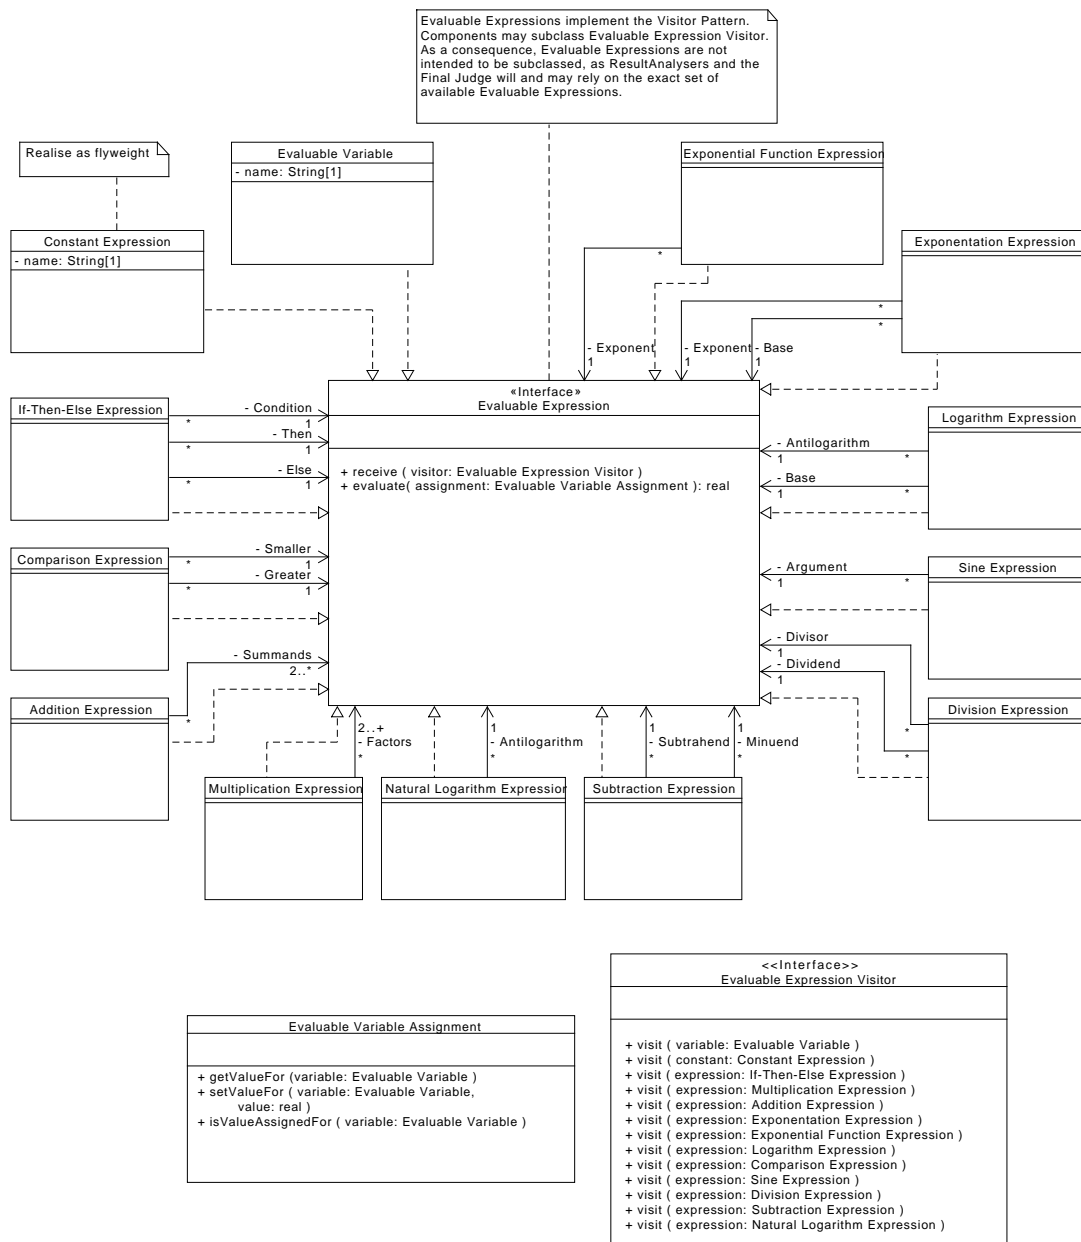 Evaluable Expressions implement the Visitor Pattern.
Components may subclass Evaluable Expression Visitor.
As a consequence, Evaluable Expressions are not
intended to be subclassed, as ResultAnalysers and the
Final Judge will and may rely on the exact set of
available Evaluable Expressions.
Realise as flyweight
Evaluable Variable
- name: String[1]
Exponential Function Expression
Constant Expression
- name: String[1]
Exponentation Expression
*
*
*
- Exponent
1
- Exponent
1
- Base
1
«Interface»
Evaluable Expression
+ receive ( visitor: Evaluable Expression Visitor )
+ evaluate( assignment: Evaluable Variable Assignment ): real
If-Then-Else Expression
- Condition
* 1
- Then
* 1
- Else
* 1
Logarithm Expression
- Antilogarithm
1 *
- Base
1 *
Comparison Expression
- Smaller
* 1
- Greater
* 1
Sine Expression
- Argument
1 *
- Summands
2..*
*
Addition Expression
- Divisor
1
- Dividend
1
Division Expression
*
*
2..+
- Factors
*
1
- Antilogarithm
*
1
- Subtrahend
*
1
- Minuend
*
Multiplication Expression
Natural Logarithm Expression
Subtraction Expression
Evaluable Variable Assignment
+ getValueFor (variable: Evaluable Variable )
+ setValueFor ( variable: Evaluable Variable,
value: real )
+ isValueAssignedFor ( variable: Evaluable Variable )
<<Interface>>
Evaluable Expression Visitor
+ visit ( variable: Evaluable Variable )
+ visit ( constant: Constant Expression )
+ visit ( expression: If-Then-Else Expression )
+ visit ( expression: Multiplication Expression )
+ visit ( expression: Addition Expression )
+ visit ( expression: Exponentation Expression )
+ visit ( expression: Exponential Function Expression )
+ visit ( expression: Logarithm Expression )
+ visit ( expression: Comparison Expression )
+ visit ( expression: Sine Expression )
+ visit ( expression: Division Expression )
+ visit ( expression: Subtraction Expression )
+ visit ( expression: Natural Logarithm Expression )